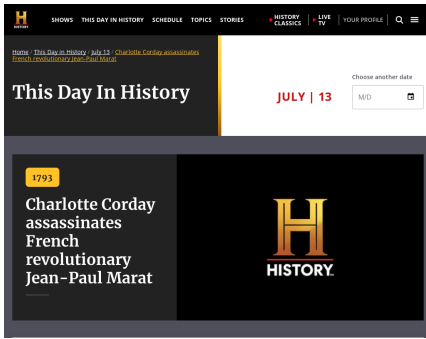 HISTORY
SHOWS THIS DAY IN HISTORY SCHEDULE TOPICS STORIES
HISTORY CLASSICS
LIVE TV
YOUR PROFILE
Home / This Day in History / July 13 / Charlotte Corday assassinates
French revolutionary Jean-Paul Marat
This Day In History
JULY | 13
Choose another date
M/D
1793
Charlotte Corday
assassinates
French
revolutionary
Jean-Paul Marat
H
HISTORY